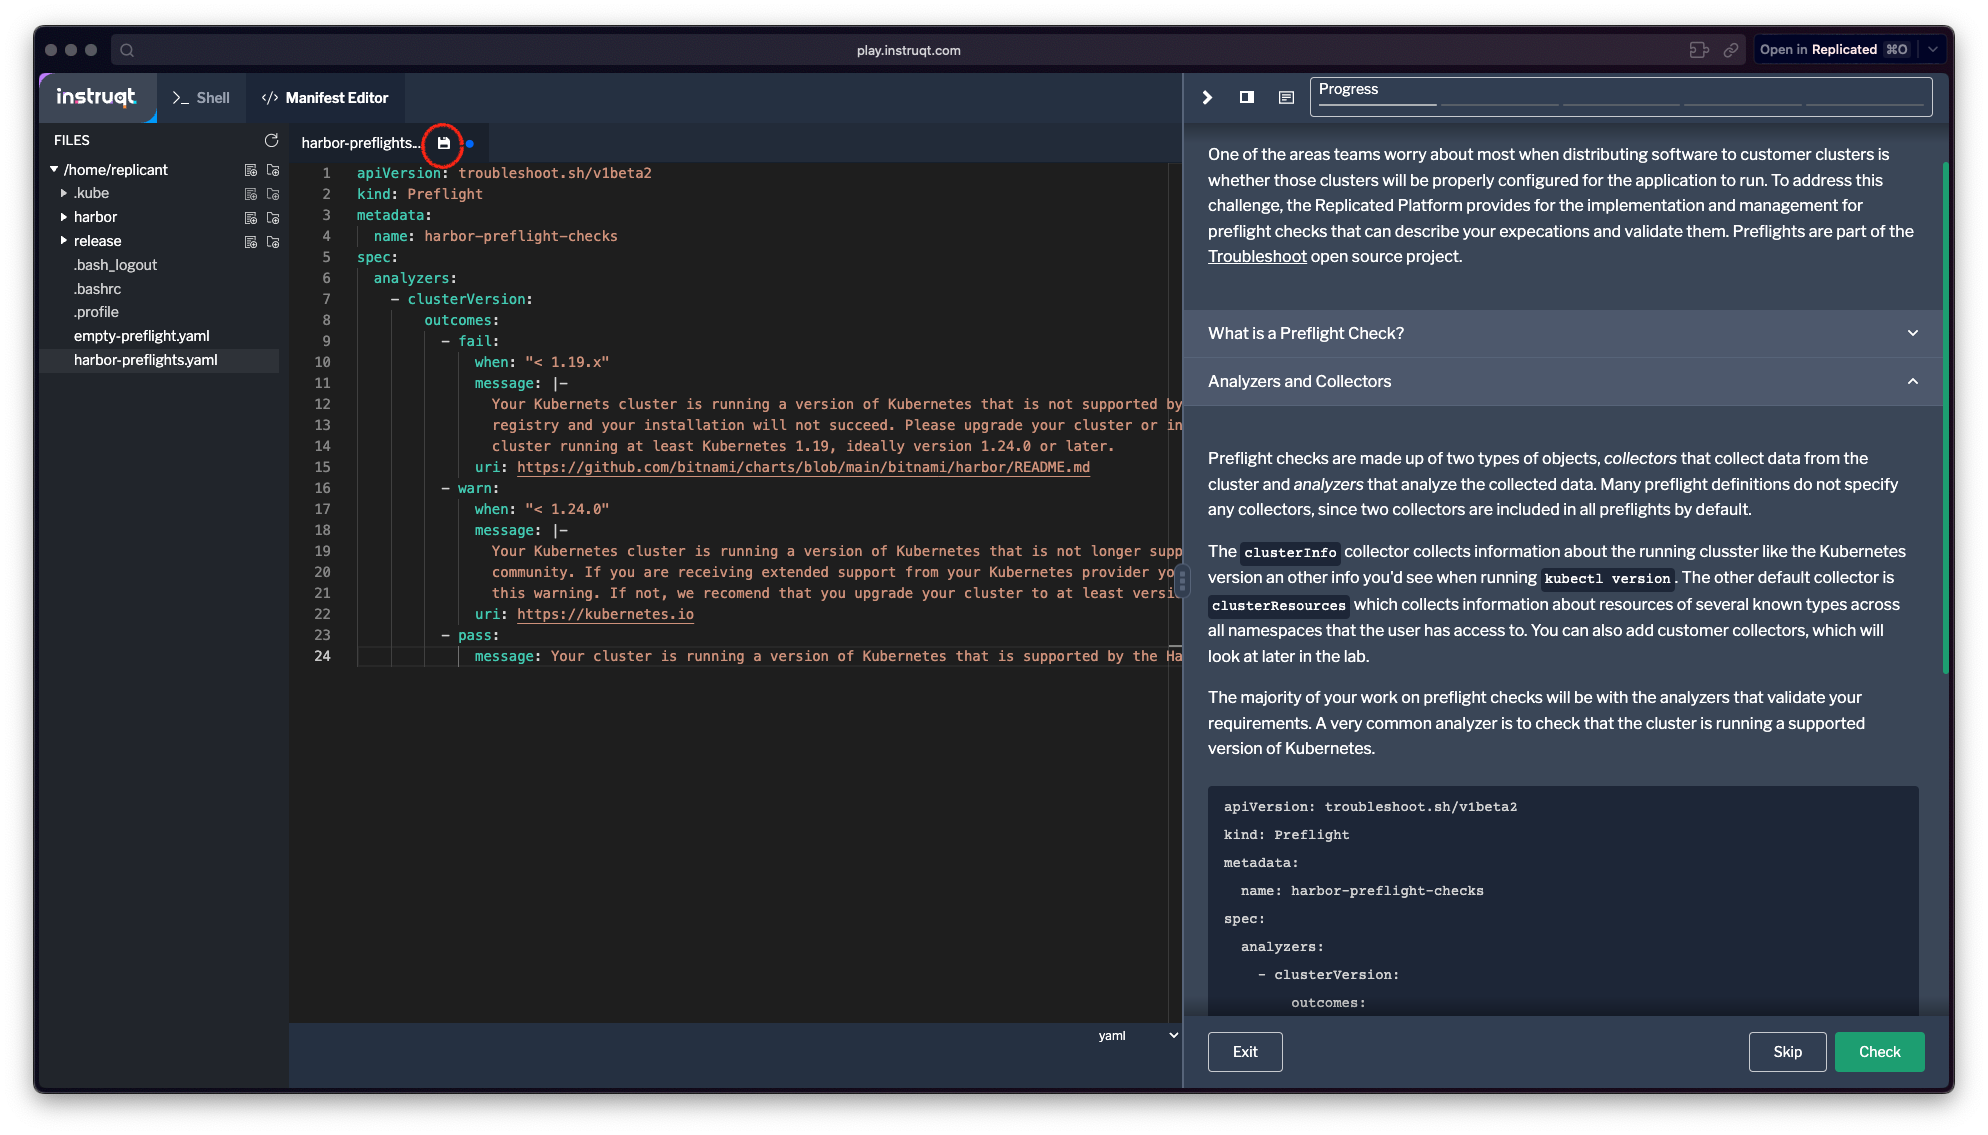 play.instruqt.com
Open in Replicated ⌘O
instruqt
>_ Shell
</> Manifest Editor
Progress
FILES
/home/replicant
.kube
harbor
release
.bash_logout
.bashrc
.profile
empty-preflight.yaml
harbor-preflights.yaml
harbor-preflights...
1 apiVersion: troubleshoot.sh/v1beta2
2 kind: Preflight
3 metadata:
4 name: harbor-preflight-checks
5 spec:
6 analyzers:
7 - clusterVersion:
8 outcomes:
9 - fail:
10 when: "< 1.19.x"
11 message: |-
12 Your Kubernets cluster is running a version of Kubernetes that is not supported by
13 registry and your installation will not succeed. Please upgrade your cluster or in
14 cluster running at least Kubernetes 1.19, ideally version 1.24.0 or later.
15 uri: https://github.com/bitnami/charts/blob/main/bitnami/harbor/README.md
16 - warn:
17 when: "< 1.24.0"
18 message: |-
19 Your Kubernetes cluster is running a version of Kubernetes that is not longer supp
20 community. If you are receiving extended support from your Kubernetes provider yo
21 this warning. If not, we recomend that you upgrade your cluster to at least versi
22 uri: https://kubernetes.io
23 - pass:
24 message: Your cluster is running a version of Kubernetes that is supported by the Ha
yaml
One of the areas teams worry about most when distributing software to customer clusters is
whether those clusters will be properly configured for the application to run. To address this
challenge, the Replicated Platform provides for the implementation and management for
preflight checks that can describe your expecations and validate them. Preflights are part of the
Troubleshoot open source project.
What is a Preflight Check?
Analyzers and Collectors
Preflight checks are made up of two types of objects, collectors that collect data from the
cluster and analyzers that analyze the collected data. Many preflight definitions do not specify
any collectors, since two collectors are included in all preflights by default.
The clusterInfo collector collects information about the running clusster like the Kubernetes
version an other info you'd see when running kubectl version. The other default collector is
clusterResources which collects information about resources of several known types across
all namespaces that the user has access to. You can also add customer collectors, which will
look at later in the lab.
The majority of your work on preflight checks will be with the analyzers that validate your
requirements. A very common analyzer is to check that the cluster is running a supported
version of Kubernetes.
apiVersion: troubleshoot.sh/v1beta2
kind: Preflight
metadata:
name: harbor-preflight-checks
spec:
analyzers:
- clusterVersion:
outcomes:
Exit
Skip
Check